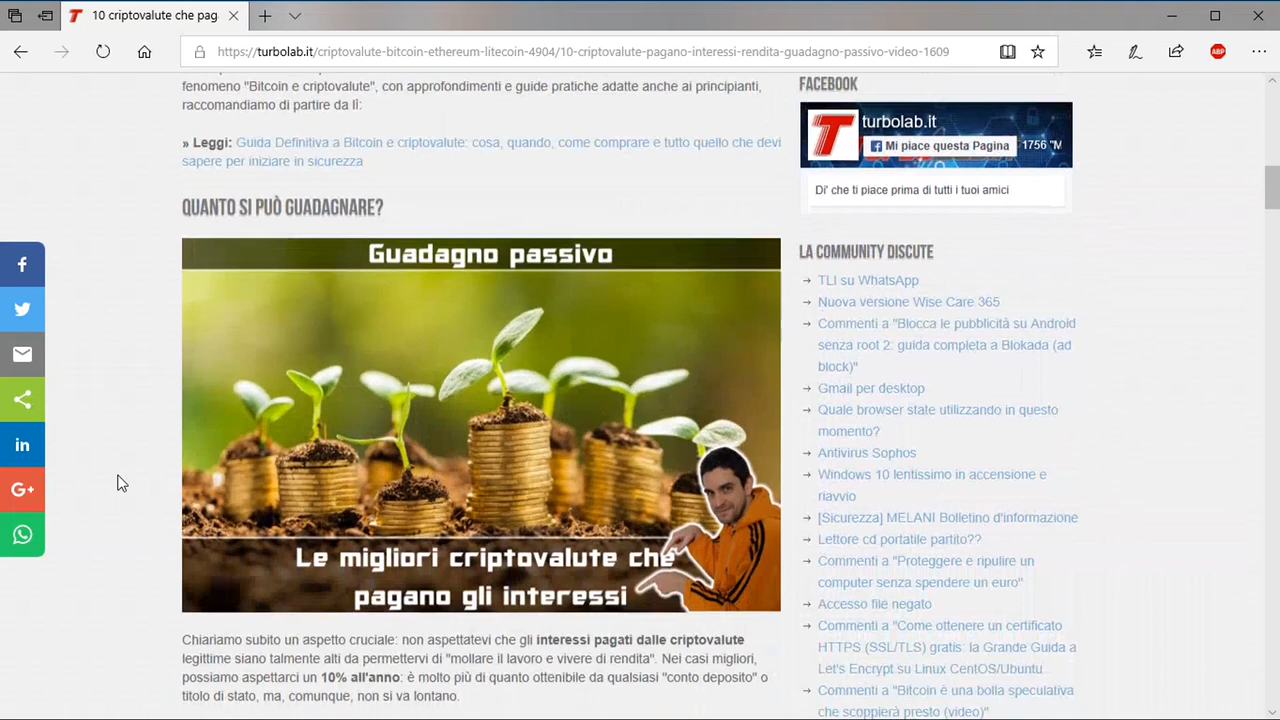 10 criptovalute che pag
https://turbolab.it/criptovalute-bitcoin-ethereum-litecoin-4904/10-criptovalute-pagano-interessi-rendita-guadagno-passivo-video-1609
ABP
fenomeno "Bitcoin e criptovalute", con approfondimenti e guide pratiche adatte anche ai principianti,
raccomandiamo di partire da lì:
» Leggi: Guida Definitiva a Bitcoin e criptovalute: cosa, quando, come comprare e tutto quello che devi
sapere per iniziare in sicurezza
QUANTO SI PUÒ GUADAGNARE?
Guadagno passivo
Le migliori criptovalute che
pagano gli interessi
Chiariamo subito un aspetto cruciale: non aspettatevi che gli interessi pagati dalle criptovalute
legittime siano talmente alti da permettervi di "mollare il lavoro e vivere di rendita". Nei casi migliori,
possiamo aspettarci un 10% all'anno: è molto più di quanto ottenibile da qualsiasi "conto deposito" o
titolo di stato, ma, comunque, non si va lontano.
FACEBOOK
turbolab.it
Mi piace questa Pagina
1756 "M
Di' che ti piace prima di tutti i tuoi amici
LA COMMUNITY DISCUTE
TLI su WhatsApp
Nuova versione Wise Care 365
Commenti a "Blocca le pubblicità su Android
senza root 2: guida completa a Blokada (ad
block)"
Gmail per desktop
Quale browser state utilizzando in questo
momento?
Antivirus Sophos
Windows 10 lentissimo in accensione e
riavvio
[Sicurezza] MELANI Bolletino d'informazione
Lettore cd portatile partito??
Commenti a "Proteggere e ripulire un
computer senza spendere un euro"
Accesso file negato
Commenti a "Come ottenere un certificato
HTTPS (SSL/TLS) gratis: la Grande Guida a
Let's Encrypt su Linux CentOS/Ubuntu
Commenti a "Bitcoin è una bolla speculativa
che scoppierà presto (video)"